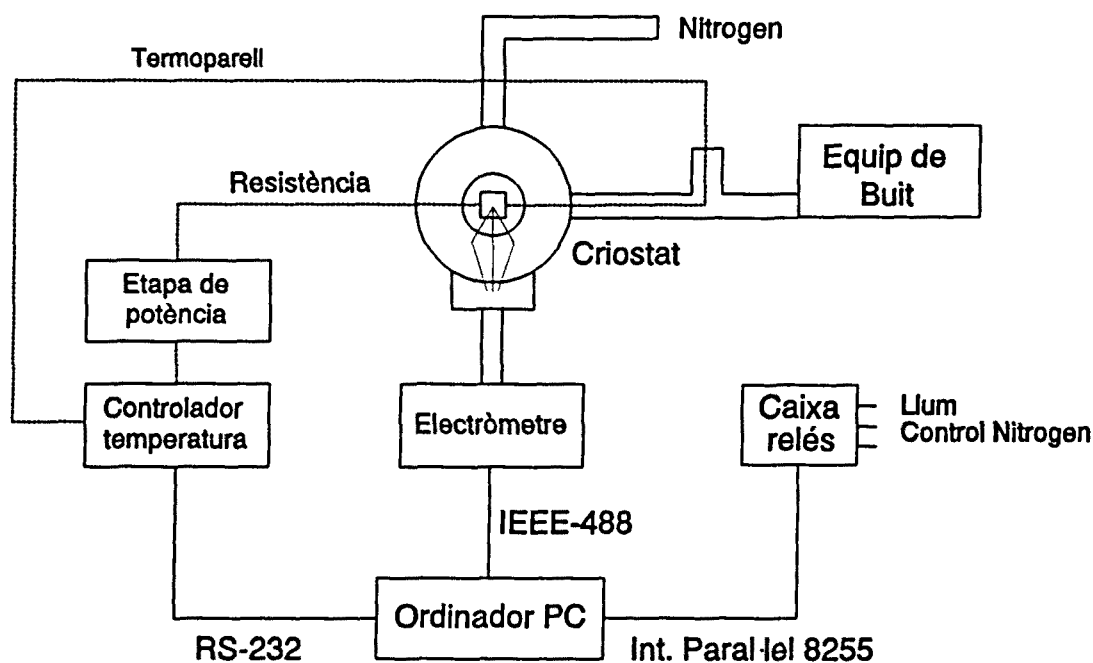 Nitrogen
Termoparell
Equip de
Buit
Resistència
Criostat
Etapa de
potència
Controlador
temperatura
Electròmetre
Caixa
relés
Llum
Control Nitrogen
IEEE-488
Ordinador PC
RS-232
Int. Paral·lel 8255